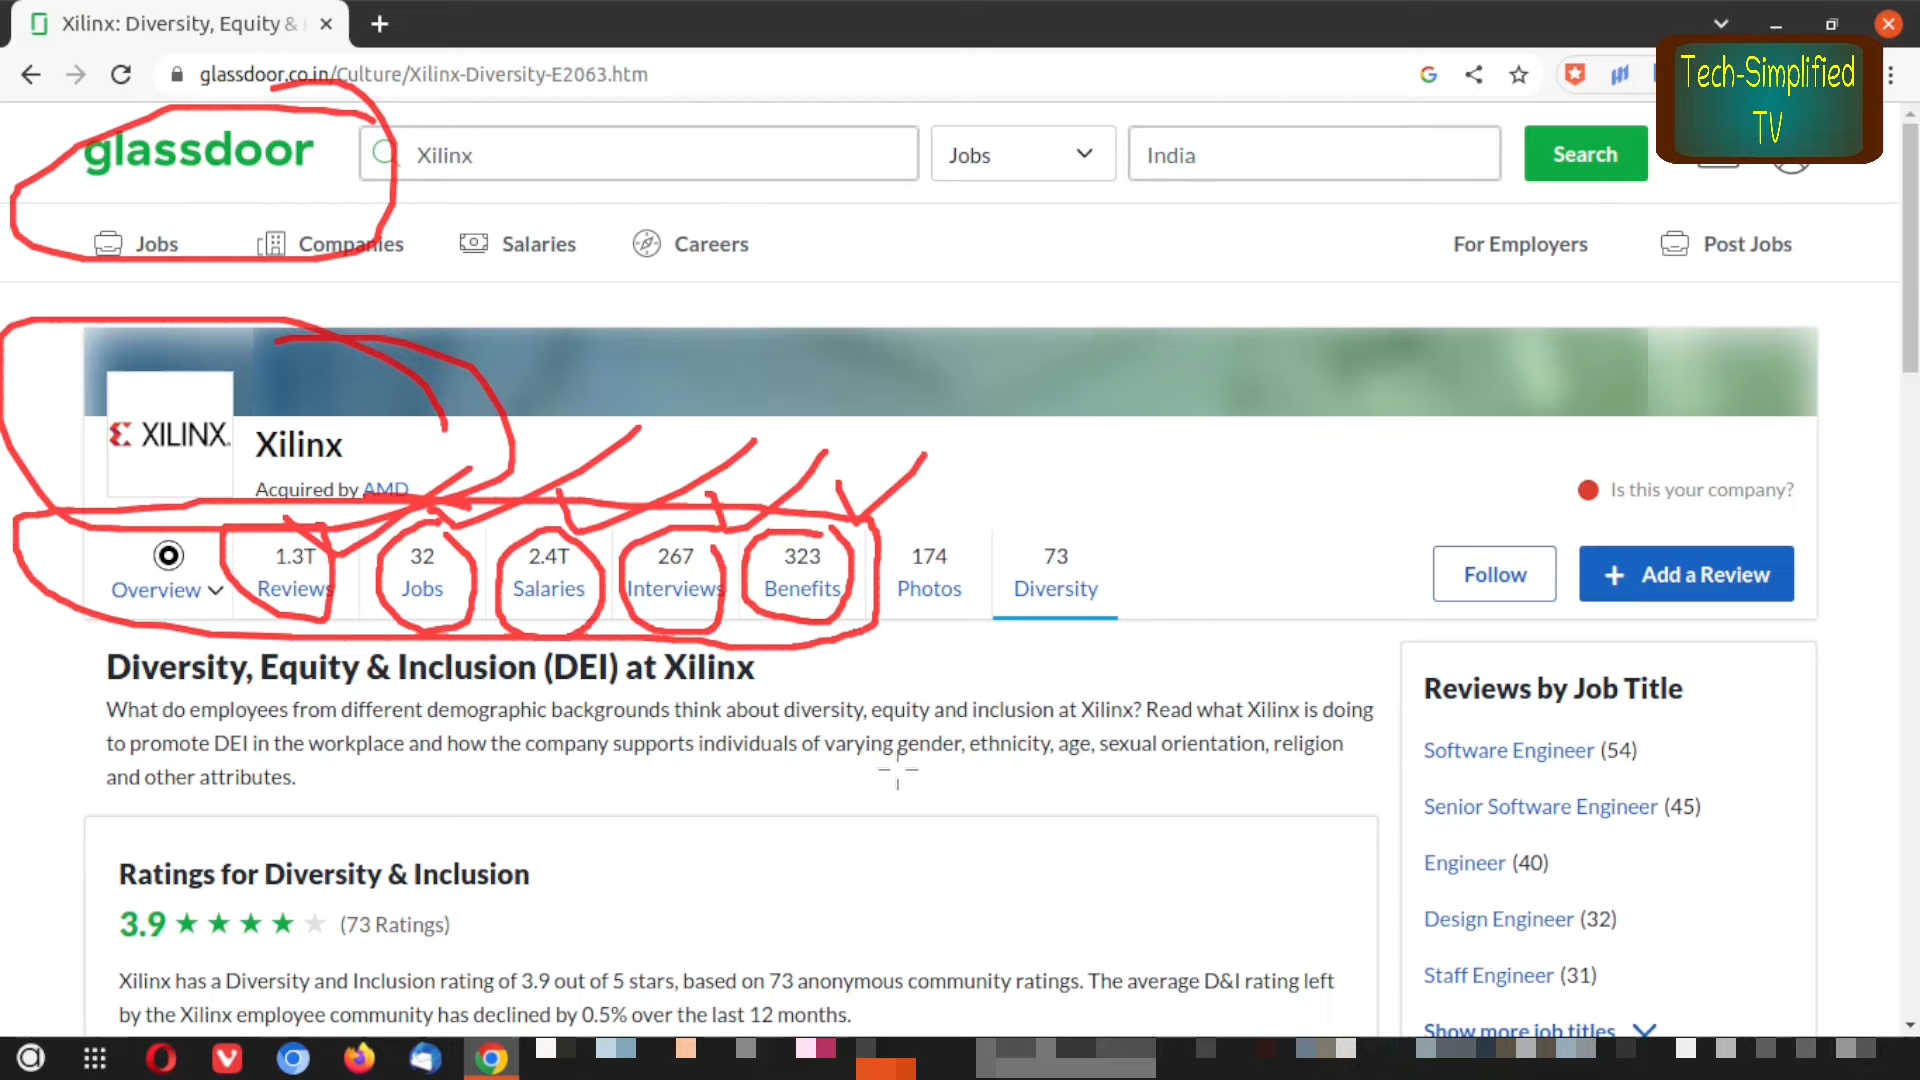 Xilinx: Diversity, Equity &
glassdoor.co.in/Culture/Xilinx-Diversity-E2063.htm
Tech-Simplified
TV
glassdoor
Xilinx
Jobs
India
Search
Jobs
Companies
Salaries
Careers
For Employers
Post Jobs
XILINX.
Xilinx
Acquired by AMD
Is this your company?
Overview
1.3T
Reviews
32
Jobs
2.4T
Salaries
267
Interviews
323
Benefits
174
Photos
73
Diversity
Follow
+ Add a Review
Diversity, Equity & Inclusion (DEI) at Xilinx
What do employees from different demographic backgrounds think about diversity, equity and inclusion at Xilinx? Read what Xilinx is doing
to promote DEI in the workplace and how the company supports individuals of varying gender, ethnicity, age, sexual orientation, religion
and other attributes.
Ratings for Diversity & Inclusion
3.9 ★ ★ ★ ★ ★ (73 Ratings)
Xilinx has a Diversity and Inclusion rating of 3.9 out of 5 stars, based on 73 anonymous community ratings. The average D&I rating left
by the Xilinx employee community has declined by 0.5% over the last 12 months.
Reviews by Job Title
Software Engineer (54)
Senior Software Engineer (45)
Engineer (40)
Design Engineer (32)
Staff Engineer (31)
Show more job titles